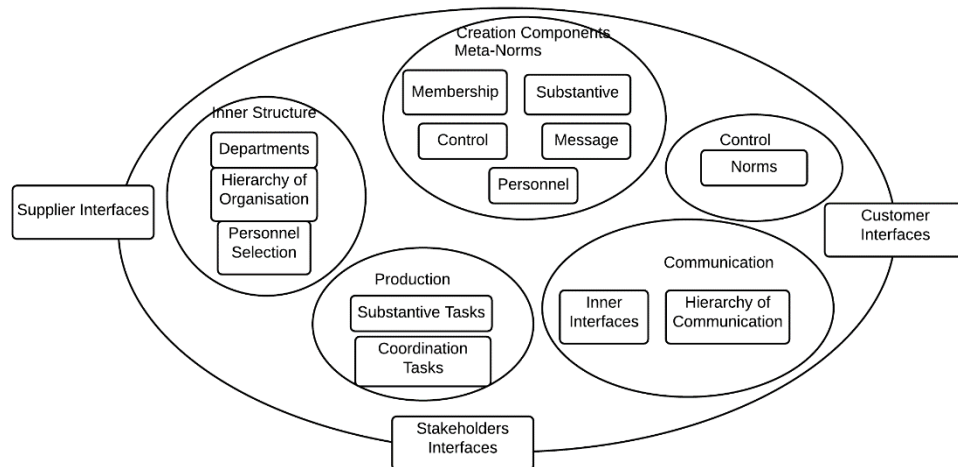 Creation Components
Meta-Norms
Membership
Substantive
Control
Message
Personnel
Inner Structure
Departments
Hierarchy of
Organisation
Personnel
Selection
Control
Norms
Supplier Interfaces
Customer
Interfaces
Communication
Inner
Interfaces
Hierarchy of
Communication
Production
Substantive Tasks
Coordination
Tasks
Stakeholders
Interfaces